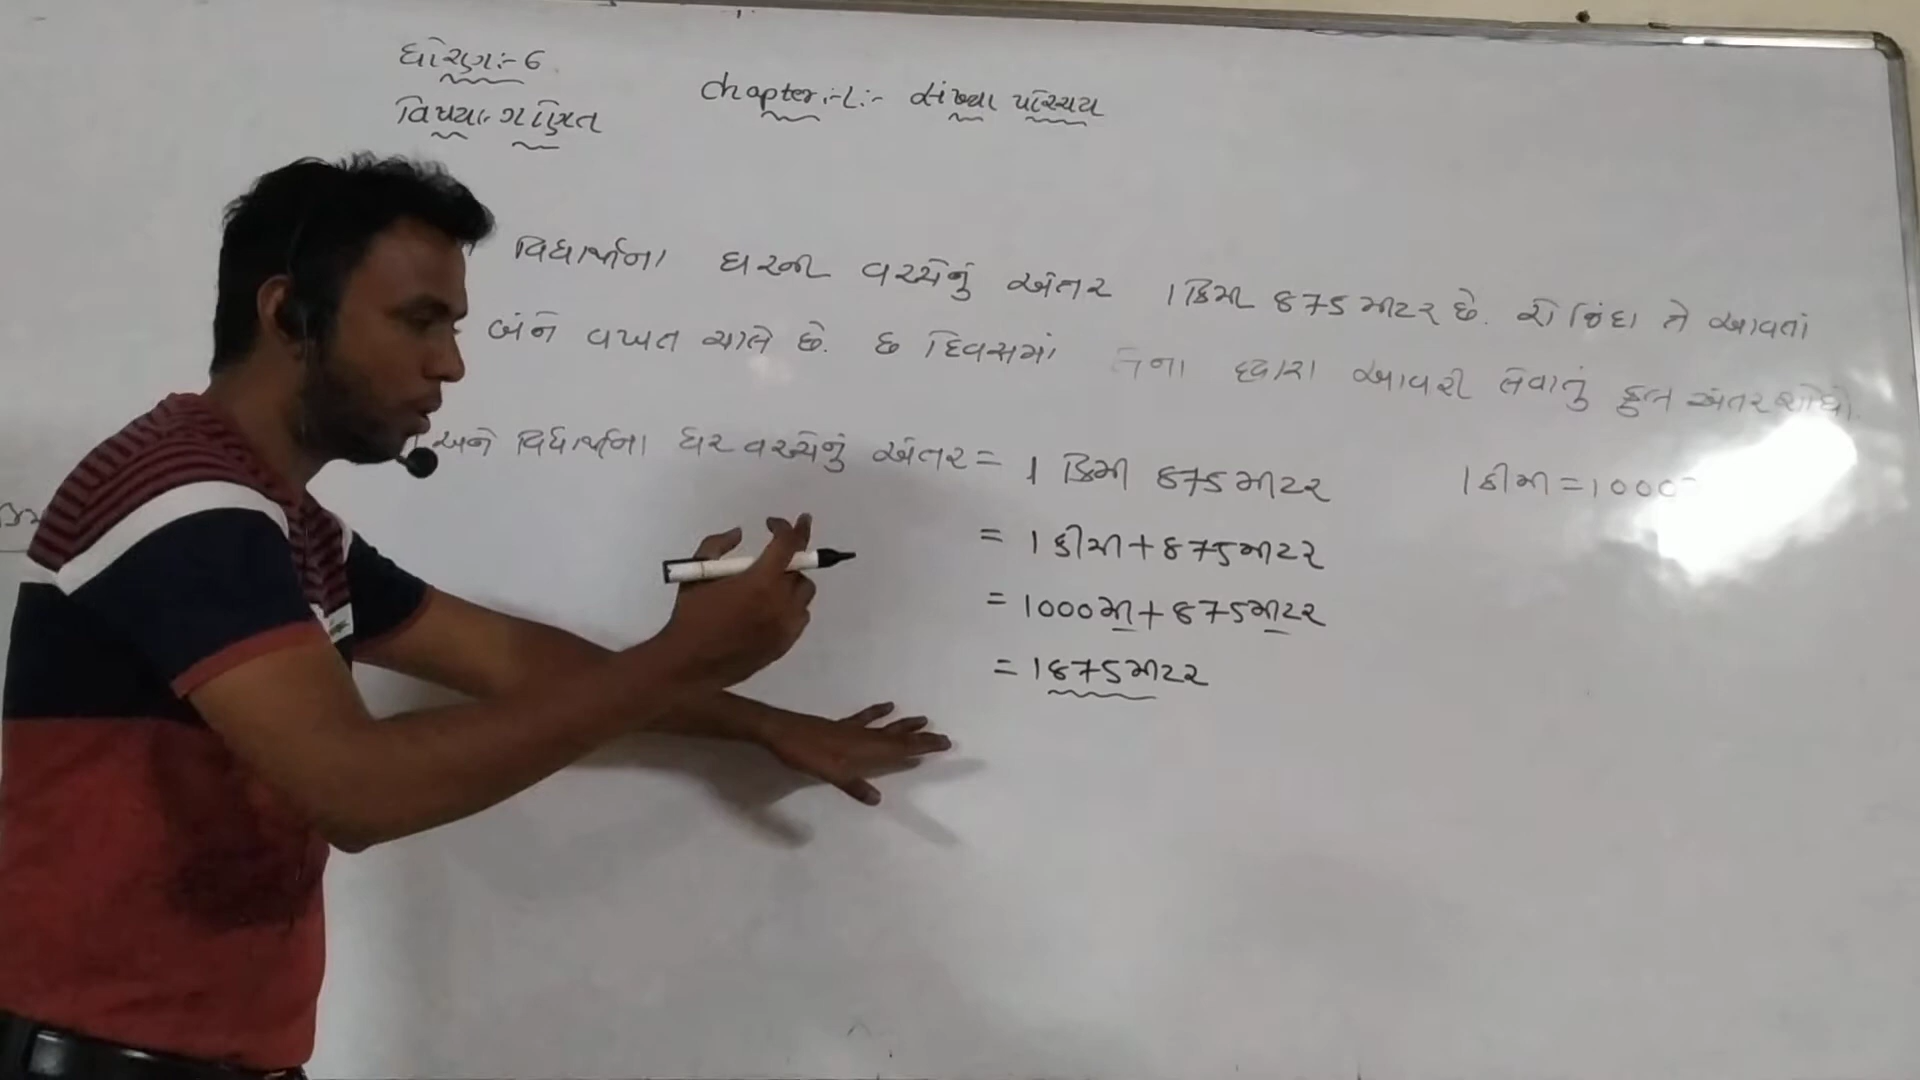 ધોરણ:- 6
વિષય:- ગણિત
chapter:-1:- સંખ્યા પરિચય
વિદ્યાર્થીના ઘરની વચ્ચેનું અંતર 1 કિમી 875 મીટર છે. રોજિંદા તે આવતાં
બંને વખત ચાલે છે. છ દિવસમાં તેના દ્વારા આવરી લેવાતું કુલ અંતર શોધો.
અને વિદ્યાર્થીના ઘર વચ્ચેનું અંતર = 1 કિમી 875 મીટર
1 કીમી = 1000
= 1 કીમી + 875 મીટર
= 1000 મી + 875 મીટર
= 1875 મીટર